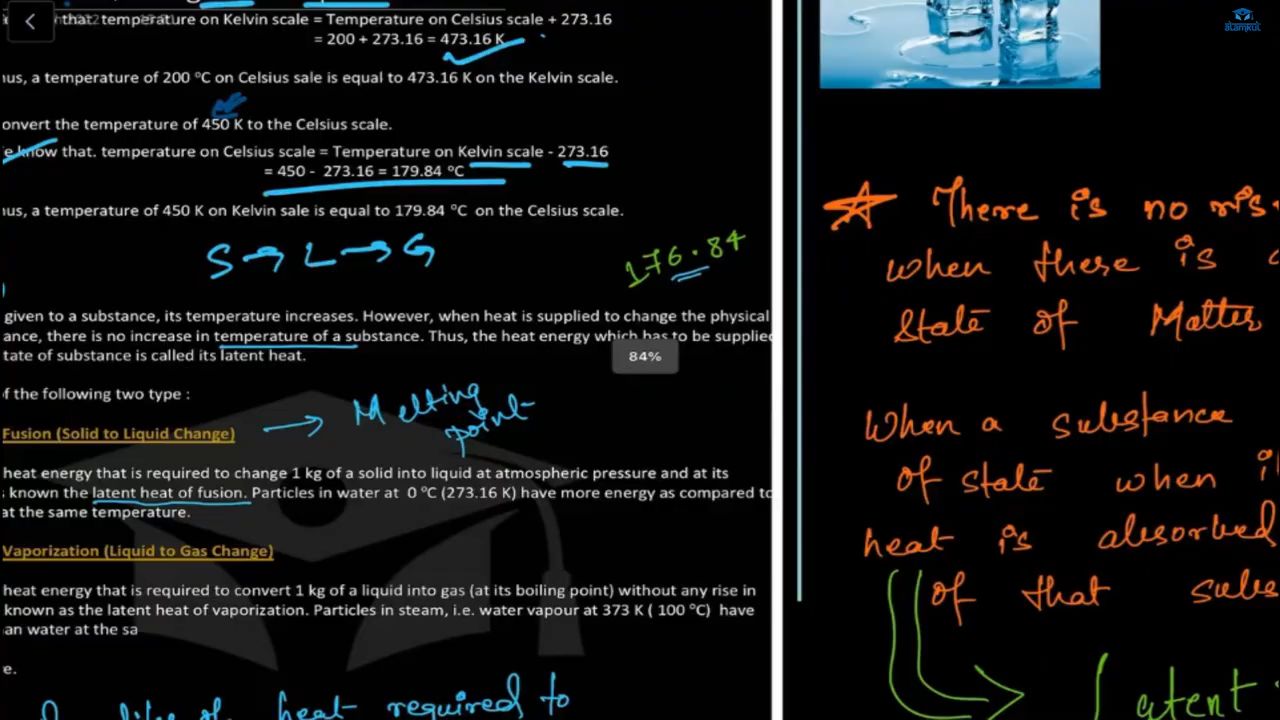 that temperature on Kelvin scale = Temperature on Celsius scale + 273.16
= 200 + 273.16 = 473.16 K
us, a temperature of 200 °C on Celsius sale is equal to 473.16 K on the Kelvin scale.
onvert the temperature of 450 K to the Celsius scale.
e know that. temperature on Celsius scale = Temperature on Kelvin scale - 273.16
= 450 - 273.16 = 179.84 °C
us, a temperature of 450 K on Kelvin sale is equal to 179.84 °C on the Celsius scale.
S → L → G
176.84
given to a substance, its temperature increases. However, when heat is supplied to change the physical
ance, there is no increase in temperature of a substance. Thus, the heat energy which has to be supplied
tate of substance is called its latent heat.
84%
f the following two type :
Fusion (Solid to Liquid Change)
→ Melting
point
heat energy that is required to change 1 kg of a solid into liquid at atmospheric pressure and at its
known the latent heat of fusion. Particles in water at 0 °C (273.16 K) have more energy as compared to
at the same temperature.
Vaporization (Liquid to Gas Change)
heat energy that is required to convert 1 kg of a liquid into gas (at its boiling point) without any rise in
known as the latent heat of vaporization. Particles in steam, i.e. water vapour at 373 K ( 100 °C) have
an water at the sa
e.
heat required to
atamkul
There is no ris
when there is
State of Matter
When a substance
of state when i
heat is absorbed
of that subs
Latent